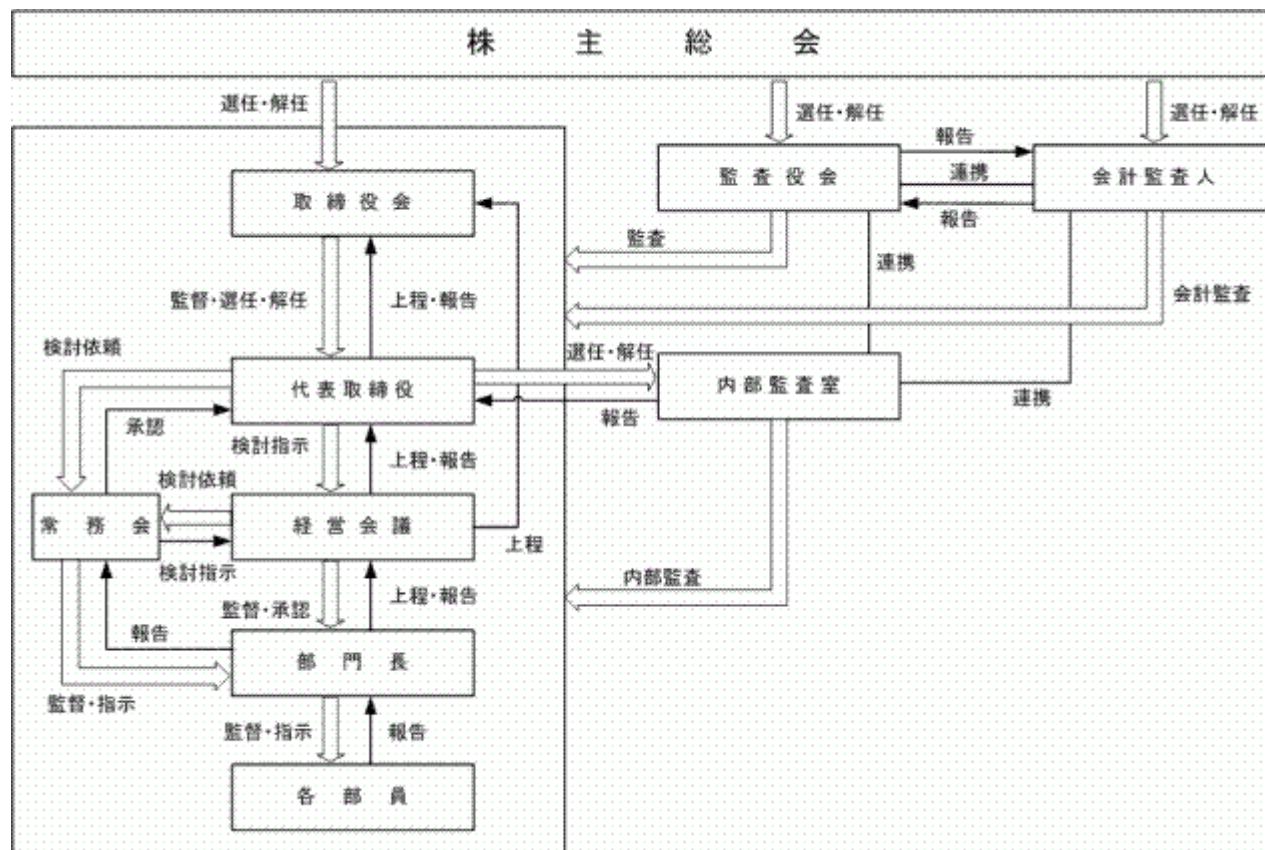 株主総会
選任・解任
選任・解任
選任・解任
取締役会
監査役会
報告
連携
報告
会計監査人
監査
連携
監督・選任・解任
上程・報告
会計監査
検討依頼
代表取締役
選任・解任
報告
内部監査室
連携
承認
検討指示
上程・報告
検討依頼
常務会
経営会議
上程
検討指示
内部監査
監督・承認
上程・報告
報告
部門長
監督・指示
監督・指示
報告
各部員